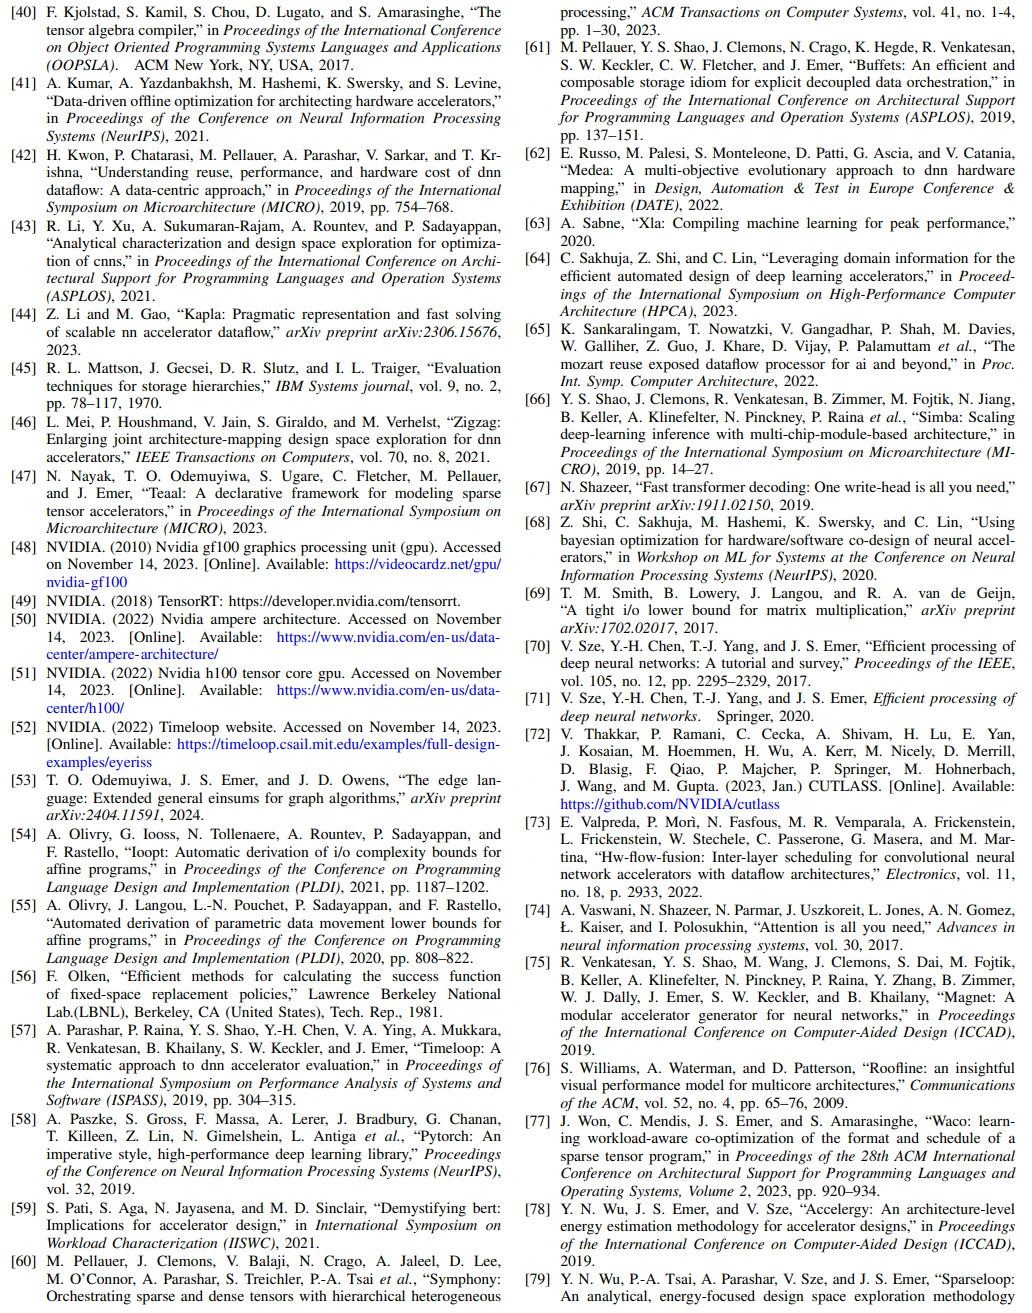 [40] F. Kjolstad, S. Kamil, S. Chou, D. Lugato, and S. Amarasinghe, “The
tensor algebra compiler,” in Proceedings of the International Conference
on Object Oriented Programming Systems Languages and Applications
(OOPSLA). ACM New York, NY, USA, 2017.
[41] A. Kumar, A. Yazdanbakhsh, M. Hashemi, K. Swersky, and S. Levine,
“Data-driven offline optimization for architecting hardware accelerators,”
in Proceedings of the Conference on Neural Information Processing
Systems (NeurIPS), 2021.
[42] H. Kwon, P. Chatarasi, M. Pellauer, A. Parashar, V. Sarkar, and T. Kr-
ishna, “Understanding reuse, performance, and hardware cost of dnn
dataflow: A data-centric approach,” in Proceedings of the International
Symposium on Microarchitecture (MICRO), 2019, pp. 754–768.
[43] R. Li, Y. Xu, A. Sukumaran-Rajam, A. Rountev, and P. Sadayappan,
“Analytical characterization and design space exploration for optimiza-
tion of cnns,” in Proceedings of the International Conference on Archi-
tectural Support for Programming Languages and Operation Systems
(ASPLOS), 2021.
[44] Z. Li and M. Gao, “Kapla: Pragmatic representation and fast solving
of scalable nn accelerator dataflow,” arXiv preprint arXiv:2306.15676,
2023.
[45] R. L. Mattson, J. Gecsei, D. R. Slutz, and I. L. Traiger, “Evaluation
techniques for storage hierarchies,” IBM Systems journal, vol. 9, no. 2,
pp. 78–117, 1970.
[46] L. Mei, P. Houshmand, V. Jain, S. Giraldo, and M. Verhelst, “Zigzag:
Enlarging joint architecture-mapping design space exploration for dnn
accelerators,” IEEE Transactions on Computers, vol. 70, no. 8, 2021.
[47] N. Nayak, T. O. Odemuyiwa, S. Ugare, C. Fletcher, M. Pellauer,
and J. Emer, “Teaal: A declarative framework for modeling sparse
tensor accelerators,” in Proceedings of the International Symposium on
Microarchitecture (MICRO), 2023.
[48] NVIDIA. (2010) Nvidia gf100 graphics processing unit (gpu). Accessed
on November 14, 2023. [Online]. Available: https://videocardz.net/gpu/
nvidia-gf100
[49] NVIDIA. (2018) TensorRT: https://developer.nvidia.com/tensorrt.
[50] NVIDIA. (2022) Nvidia ampere architecture. Accessed on November
14, 2023. [Online]. Available: https://www.nvidia.com/en-us/data-
center/ampere-architecture/
[51] NVIDIA. (2022) Nvidia h100 tensor core gpu. Accessed on November
14, 2023. [Online]. Available: https://www.nvidia.com/en-us/data-
center/h100/
[52] NVIDIA. (2022) Timeloop website. Accessed on November 14, 2023.
[Online]. Available: https://timeloop.csail.mit.edu/examples/full-design-
examples/eyeriss
[53] T. O. Odemuyiwa, J. S. Emer, and J. D. Owens, “The edge lan-
guage: Extended general einsums for graph algorithms,” arXiv preprint
arXiv:2404.11591, 2024.
[54] A. Olivry, G. Iooss, N. Tollenaere, A. Rountev, P. Sadayappan, and
F. Rastello, “Ioopt: Automatic derivation of i/o complexity bounds for
affine programs,” in Proceedings of the Conference on Programming
Language Design and Implementation (PLDI), 2021, pp. 1187–1202.
[55] A. Olivry, J. Langou, L.-N. Pouchet, P. Sadayappan, and F. Rastello,
“Automated derivation of parametric data movement lower bounds for
affine programs,” in Proceedings of the Conference on Programming
Language Design and Implementation (PLDI), 2020, pp. 808–822.
[56] F. Olken, “Efficient methods for calculating the success function
of fixed-space replacement policies,” Lawrence Berkeley National
Lab.(LBNL), Berkeley, CA (United States), Tech. Rep., 1981.
[57] A. Parashar, P. Raina, Y. S. Shao, Y.-H. Chen, V. A. Ying, A. Mukkara,
R. Venkatesan, B. Khailany, S. W. Keckler, and J. Emer, “Timeloop: A
systematic approach to dnn accelerator evaluation,” in Proceedings of
the International Symposium on Performance Analysis of Systems and
Software (ISPASS), 2019, pp. 304–315.
[58] A. Paszke, S. Gross, F. Massa, A. Lerer, J. Bradbury, G. Chanan,
T. Killeen, Z. Lin, N. Gimelshein, L. Antiga et al., “Pytorch: An
imperative style, high-performance deep learning library,” Proceedings
of the Conference on Neural Information Processing Systems (NeurIPS),
vol. 32, 2019.
[59] S. Pati, S. Aga, N. Jayasena, and M. D. Sinclair, “Demystifying bert:
Implications for accelerator design,” in International Symposium on
Workload Characterization (IISWC), 2021.
[60] M. Pellauer, J. Clemons, V. Balaji, N. Crago, A. Jaleel, D. Lee,
M. O’Connor, A. Parashar, S. Treichler, P.-A. Tsai et al., “Symphony:
Orchestrating sparse and dense tensors with hierarchical heterogeneous
processing,” ACM Transactions on Computer Systems, vol. 41, no. 1-4,
pp. 1–30, 2023.
[61] M. Pellauer, Y. S. Shao, J. Clemons, N. Crago, K. Hegde, R. Venkatesan,
S. W. Keckler, C. W. Fletcher, and J. Emer, “Buffets: An efficient and
composable storage idiom for explicit decoupled data orchestration,” in
Proceedings of the International Conference on Architectural Support
for Programming Languages and Operation Systems (ASPLOS), 2019,
pp. 137–151.
[62] E. Russo, M. Palesi, S. Monteleone, D. Patti, G. Ascia, and V. Catania,
“Medea: A multi-objective evolutionary approach to dnn hardware
mapping,” in Design, Automation & Test in Europe Conference &
Exhibition (DATE), 2022.
[63] A. Sabne, “Xla: Compiling machine learning for peak performance,”
2020.
[64] C. Sakhuja, Z. Shi, and C. Lin, “Leveraging domain information for the
efficient automated design of deep learning accelerators,” in Proceed-
ings of the International Symposium on High-Performance Computer
Architecture (HPCA), 2023.
[65] K. Sankaralingam, T. Nowatzki, V. Gangadhar, P. Shah, M. Davies,
W. Galliher, Z. Guo, J. Khare, D. Vijay, P. Palamuttam et al., “The
mozart reuse exposed dataflow processor for ai and beyond,” in Proc.
Int. Symp. Computer Architecture, 2022.
[66] Y. S. Shao, J. Clemons, R. Venkatesan, B. Zimmer, M. Fojtik, N. Jiang,
B. Keller, A. Klinefelter, N. Pinckney, P. Raina et al., “Simba: Scaling
deep-learning inference with multi-chip-module-based architecture,” in
Proceedings of the International Symposium on Microarchitecture (MI-
CRO), 2019, pp. 14–27.
[67] N. Shazeer, “Fast transformer decoding: One write-head is all you need,”
arXiv preprint arXiv:1911.02150, 2019.
[68] Z. Shi, C. Sakhuja, M. Hashemi, K. Swersky, and C. Lin, “Using
bayesian optimization for hardware/software co-design of neural accel-
erators,” in Workshop on ML for Systems at the Conference on Neural
Information Processing Systems (NeurIPS), 2020.
[69] T. M. Smith, B. Lowery, J. Langou, and R. A. van de Geijn,
“A tight i/o lower bound for matrix multiplication,” arXiv preprint
arXiv:1702.02017, 2017.
[70] V. Sze, Y.-H. Chen, T.-J. Yang, and J. S. Emer, “Efficient processing of
deep neural networks: A tutorial and survey,” Proceedings of the IEEE,
vol. 105, no. 12, pp. 2295–2329, 2017.
[71] V. Sze, Y.-H. Chen, T.-J. Yang, and J. S. Emer, Efficient processing of
deep neural networks. Springer, 2020.
[72] V. Thakkar, P. Ramani, C. Cecka, A. Shivam, H. Lu, E. Yan,
J. Kosaian, M. Hoemmen, H. Wu, A. Kerr, M. Nicely, D. Merrill,
D. Blasig, F. Qiao, P. Majcher, P. Springer, M. Hohnerbach,
J. Wang, and M. Gupta. (2023, Jan.) CUTLASS. [Online]. Available:
https://github.com/NVIDIA/cutlass
[73] E. Valpreda, P. Morì, N. Fasfous, M. R. Vemparala, A. Frickenstein,
L. Frickenstein, W. Stechele, C. Passerone, G. Masera, and M. Mar-
tina, “Hw-flow-fusion: Inter-layer scheduling for convolutional neural
network accelerators with dataflow architectures,” Electronics, vol. 11,
no. 18, p. 2933, 2022.
[74] A. Vaswani, N. Shazeer, N. Parmar, J. Uszkoreit, L. Jones, A. N. Gomez,
Ł. Kaiser, and I. Polosukhin, “Attention is all you need,” Advances in
neural information processing systems, vol. 30, 2017.
[75] R. Venkatesan, Y. S. Shao, M. Wang, J. Clemons, S. Dai, M. Fojtik,
B. Keller, A. Klinefelter, N. Pinckney, P. Raina, Y. Zhang, B. Zimmer,
W. J. Dally, J. Emer, S. W. Keckler, and B. Khailany, “Magnet: A
modular accelerator generator for neural networks,” in Proceedings
of the International Conference on Computer-Aided Design (ICCAD),
2019.
[76] S. Williams, A. Waterman, and D. Patterson, “Roofline: an insightful
visual performance model for multicore architectures,” Communications
of the ACM, vol. 52, no. 4, pp. 65–76, 2009.
[77] J. Won, C. Mendis, J. S. Emer, and S. Amarasinghe, “Waco: learn-
ing workload-aware co-optimization of the format and schedule of a
sparse tensor program,” in Proceedings of the 28th ACM International
Conference on Architectural Support for Programming Languages and
Operating Systems, Volume 2, 2023, pp. 920–934.
[78] Y. N. Wu, J. S. Emer, and V. Sze, “Accelergy: An architecture-level
energy estimation methodology for accelerator designs,” in Proceedings
of the International Conference on Computer-Aided Design (ICCAD),
2019.
[79] Y. N. Wu, P.-A. Tsai, A. Parashar, V. Sze, and J. S. Emer, “Sparseloop:
An analytical, energy-focused design space exploration methodology